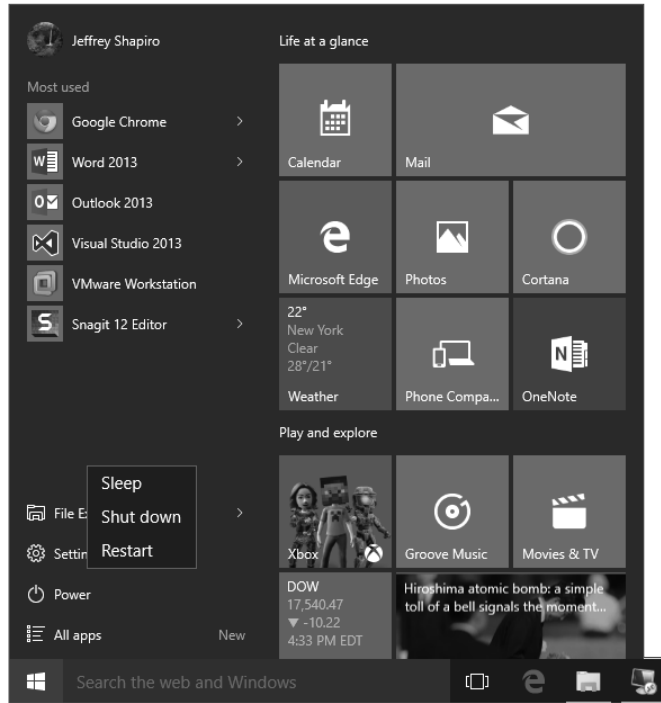 Jeffrey Shapiro
Most used
Google Chrome
Word 2013
Outlook 2013
Visual Studio 2013
VMware Workstation
Snagit 12 Editor
Sleep
Shut down
Restart
File E
Settin
Power
All apps
New
Life at a glance
Calendar
Mail
Microsoft Edge
Photos
Cortana
22°
New York
Clear
28°/21°
Weather
Phone Compa...
OneNote
Play and explore
Xbox
Groove Music
Movies & TV
DOW
17,540.47
▼ -10.22
4:33 PM EDT
Hiroshima atomic bomb: a simple
toll of a bell signals the moment...
Search the web and Windows